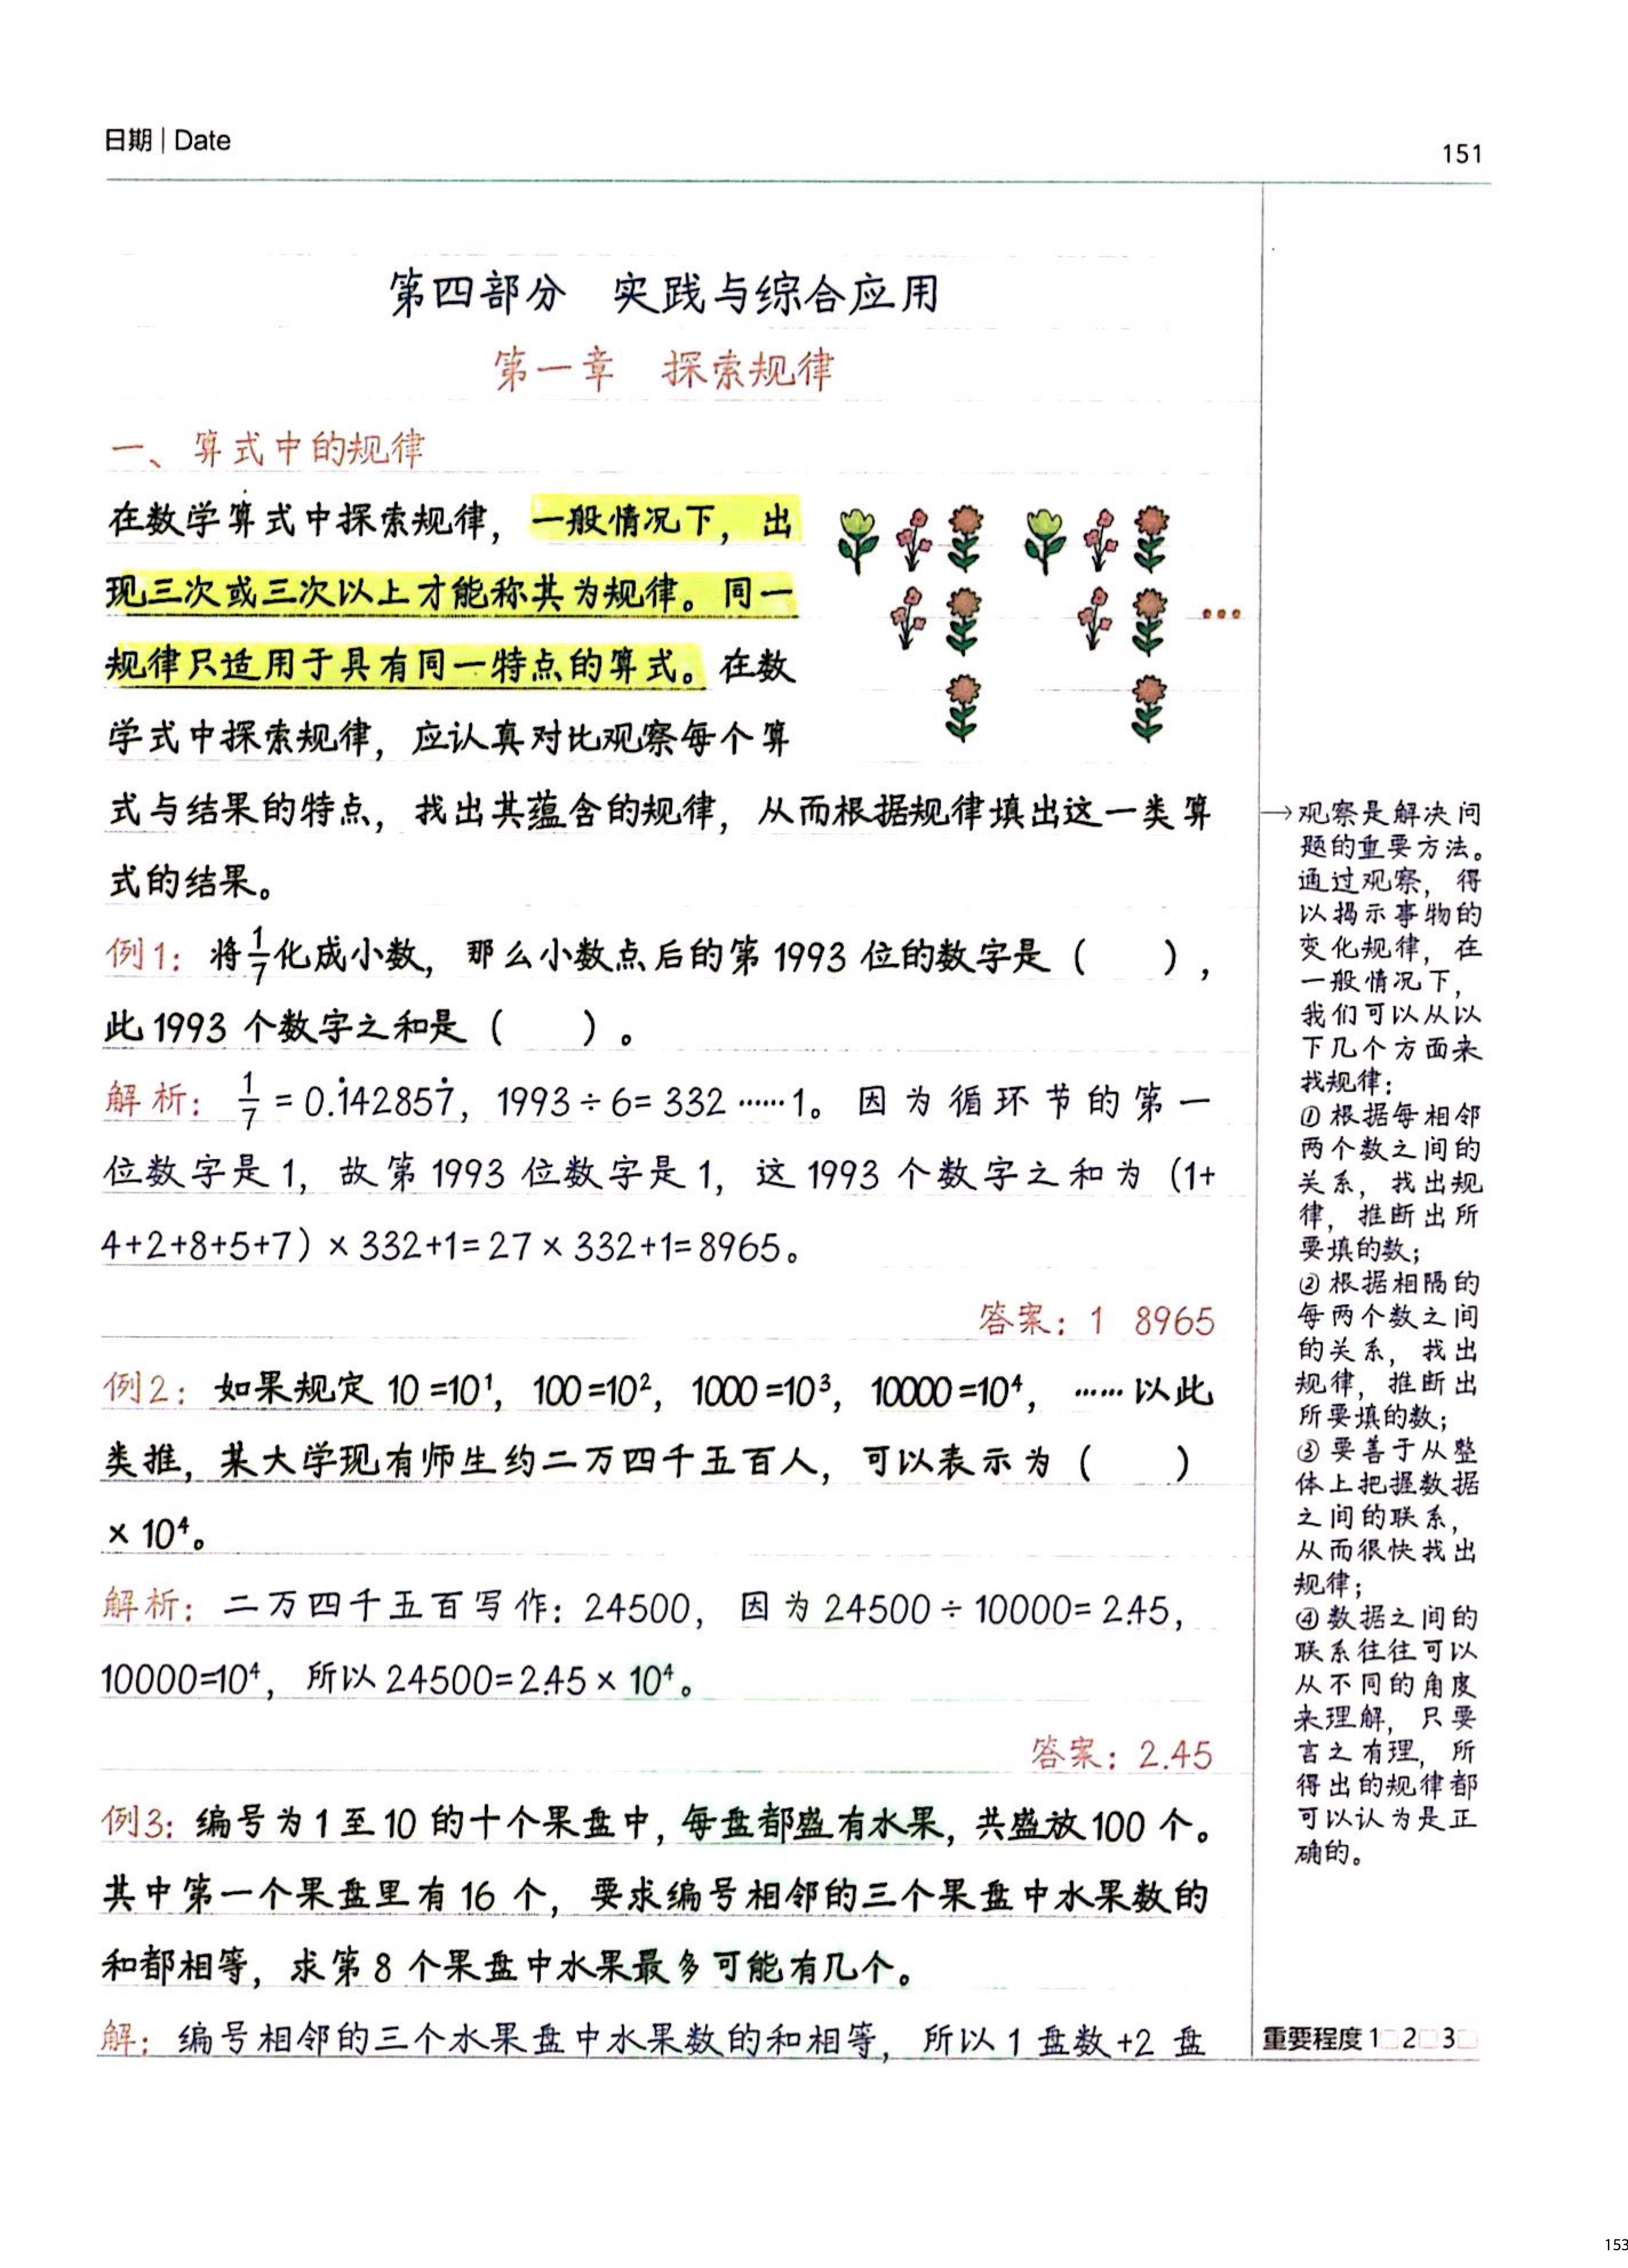 日期 | Date
151
第四部分 实践与综合应用
第一章 探索规律
一、算式中的规律
在数学算式中探索规律，一般情况下，出
现三次或三次以上才能称其为规律。同一
规律只适用于具有同一特点的算式。在数
学式中探索规律，应认真对比观察每个算
式与结果的特点，找出其蕴含的规律，从而根据规律填出这一类算
式的结果。
例1：将1/7化成小数，那么小数点后的第1993位的数字是（　），
此1993个数字之和是（　）。
解析：1/7=0.1̇42857̇，1993÷6=332……1。因为循环节的第一
位数字是1，故第1993位数字是1，这1993个数字之和为（1+
4+2+8+5+7）×332+1=27×332+1=8965。
答案：1 8965
例2：如果规定10=10¹，100=10²，1000=10³，10000=10⁴，……以此
类推，某大学现有师生约二万四千五百人，可以表示为（　）
×10⁴。
解析：二万四千五百写作：24500，因为24500÷10000=2.45，
10000=10⁴，所以24500=2.45×10⁴。
答案：2.45
例3：编号为1至10的十个果盘中，每盘都盛有水果，共盛放100个。
其中第一个果盘里有16个，要求编号相邻的三个果盘中水果数的
和都相等，求第8个果盘中水果最多可能有几个。
解：编号相邻的三个水果盘中水果数的和相等，所以1盘数+2盘
→观察是解决问
题的重要方法。
通过观察，得
以揭示事物的
变化规律，在
一般情况下，
我们可以从以
下几个方面来
找规律：
①根据每相邻
两个数之间的
关系，找出规
律，推断出所
要填的数；
②根据相隔的
每两个数之间
的关系，找出
规律，推断出
所要填的数；
③要善于从整
体上把握数据
之间的联系，
从而很快找出
规律；
④数据之间的
联系往往可以
从不同的角度
来理解，只要
言之有理，所
得出的规律都
可以认为是正
确的。
重要程度 1□ 2□ 3□
153